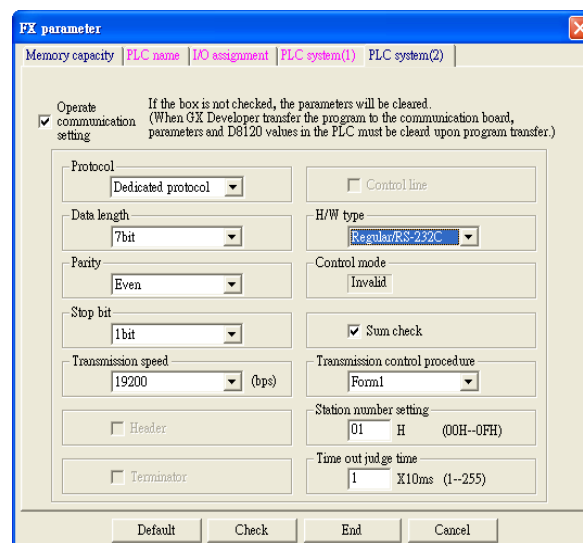 FX parameter
Memory capacity PLC name I/O assignment PLC system(1) PLC system(2)
Operate communication setting
If the box is not checked, the parameters will be cleared.
(When GX Developer transfer the program to the communication board,
parameters and D8120 values in the PLC must be cleard upon program transfer.)
Protocol
Dedicated protocol
Control line
Data length
7bit
H/W type
Regular/RS-232C
Parity
Even
Control mode
Invalid
Stop bit
1bit
Sum check
Transmission speed
19200 (bps)
Transmission control procedure
Form1
Header
Station number setting
01 H (00H--0FH)
Terminator
Time out judge time
1 X10ms (1--255)
Default Check End Cancel